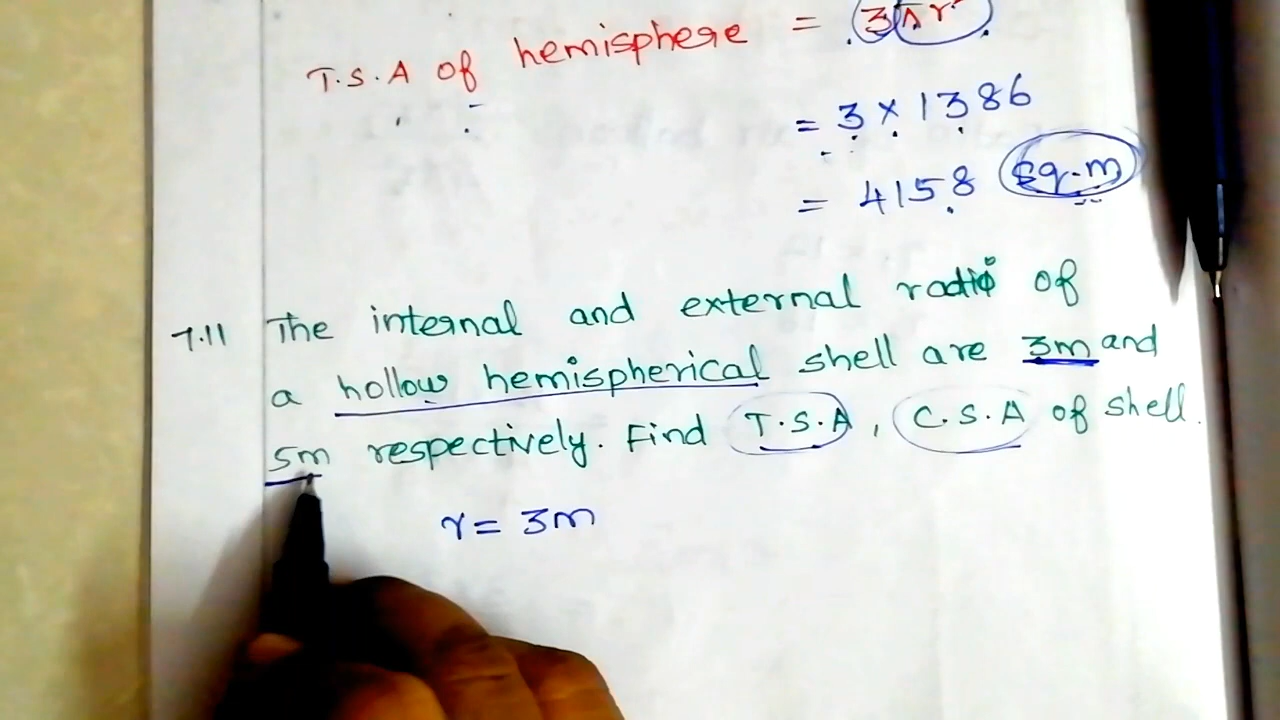 T.S.A of hemisphere = 3πr²
= 3 × 1386
= 4158 sq.m
7.11 The internal and external radii of
a hollow hemispherical shell are 3m and
5m respectively. Find T.S.A, C.S.A of shell.
r = 3m